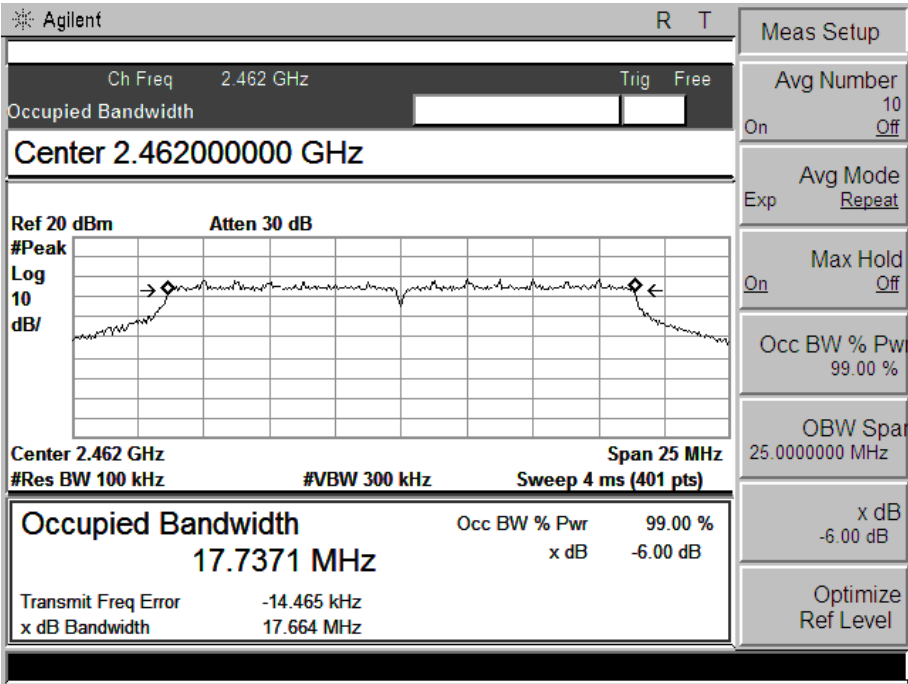 Agilent R T
Ch Freq 2.462 GHz Trig Free
Occupied Bandwidth
Center 2.462000000 GHz
Ref 20 dBm Atten 30 dB
#Peak
Log
10
dB/
Center 2.462 GHz Span 25 MHz
#Res BW 100 kHz #VBW 300 kHz Sweep 4 ms (401 pts)
Occupied Bandwidth
17.7371 MHz
Occ BW % Pwr 99.00 %
x dB -6.00 dB
Transmit Freq Error -14.465 kHz
x dB Bandwidth 17.664 MHz
Meas Setup
Avg Number
10
On Off
Avg Mode
Exp Repeat
Max Hold
On Off
Occ BW % Pwr
99.00 %
OBW Spar
25.0000000 MHz
x dB
-6.00 dB
Optimize
Ref Level